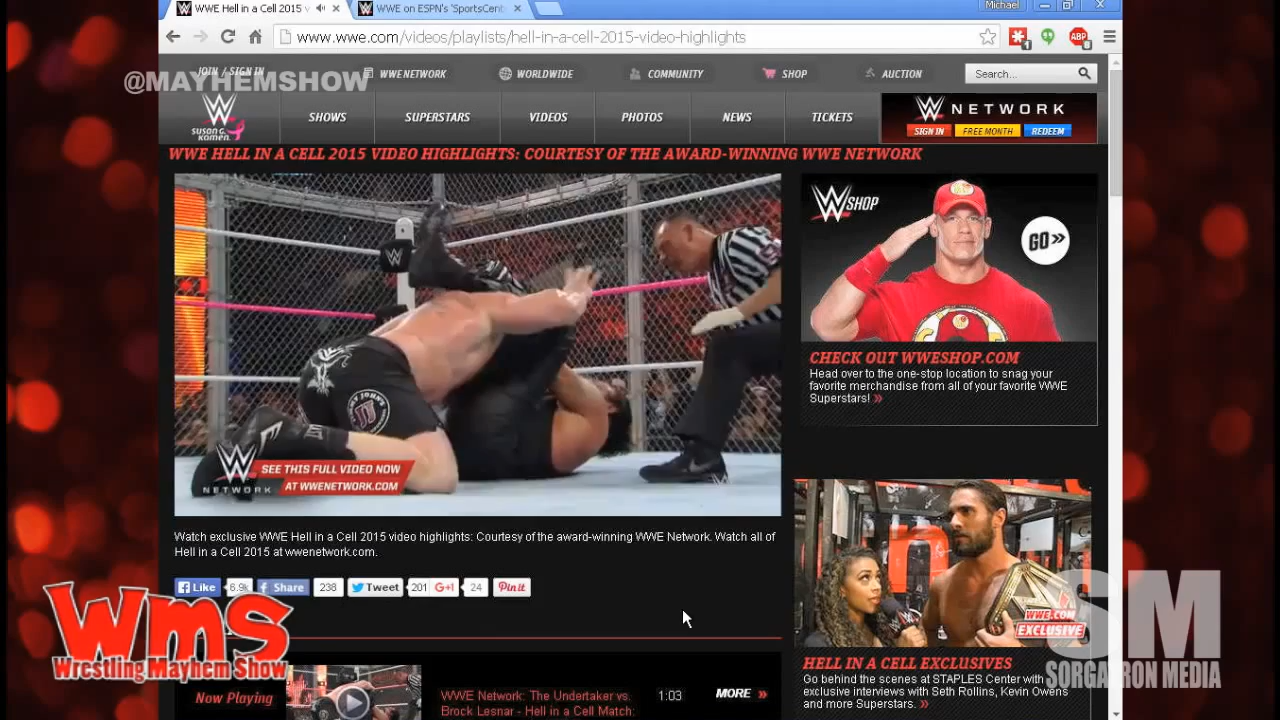 WWE Hell in a Cell 2015 v
WWE on ESPN's 'SportsCent
Michael
www.wwe.com/videos/playlists/hell-in-a-cell-2015-video-highlights
ABP
JOIN / SIGN IN
WWE NETWORK
WORLDWIDE
COMMUNITY
SHOP
AUCTION
Search...
@MAYHEMSHOW
SUSAN G.
Komen.
SHOWS
SUPERSTARS
VIDEOS
PHOTOS
NEWS
TICKETS
NETWORK
SIGN IN
FREE MONTH
REDEEM
WWE HELL IN A CELL 2015 VIDEO HIGHLIGHTS: COURTESY OF THE AWARD-WINNING WWE NETWORK
SHOP
GO»
CHECK OUT WWESHOP.COM
Head over to the one-stop location to snag your
favorite merchandise from all of your favorite WWE
Superstars! »
NETWORK
SEE THIS FULL VIDEO NOW
AT WWENETWORK.COM
Watch exclusive WWE Hell in a Cell 2015 video highlights: Courtesy of the award-winning WWE Network. Watch all of
Hell in a Cell 2015 at wwenetwork.com.
Like
6.9k
Share
238
Tweet
201
+1
24
Pin it
WWE.COM
EXCLUSIVE
HELL IN A CELL EXCLUSIVES
Go behind the scenes at STAPLES Center with
exclusive interviews with Seth Rollins, Kevin Owens
and more Superstars. »
Now Playing
WWE Network: The Undertaker vs.
Brock Lesnar - Hell in a Cell Match:
1:03
MORE »
WMS
Wrestling Mayhem Show
SM
SORGATRON MEDIA